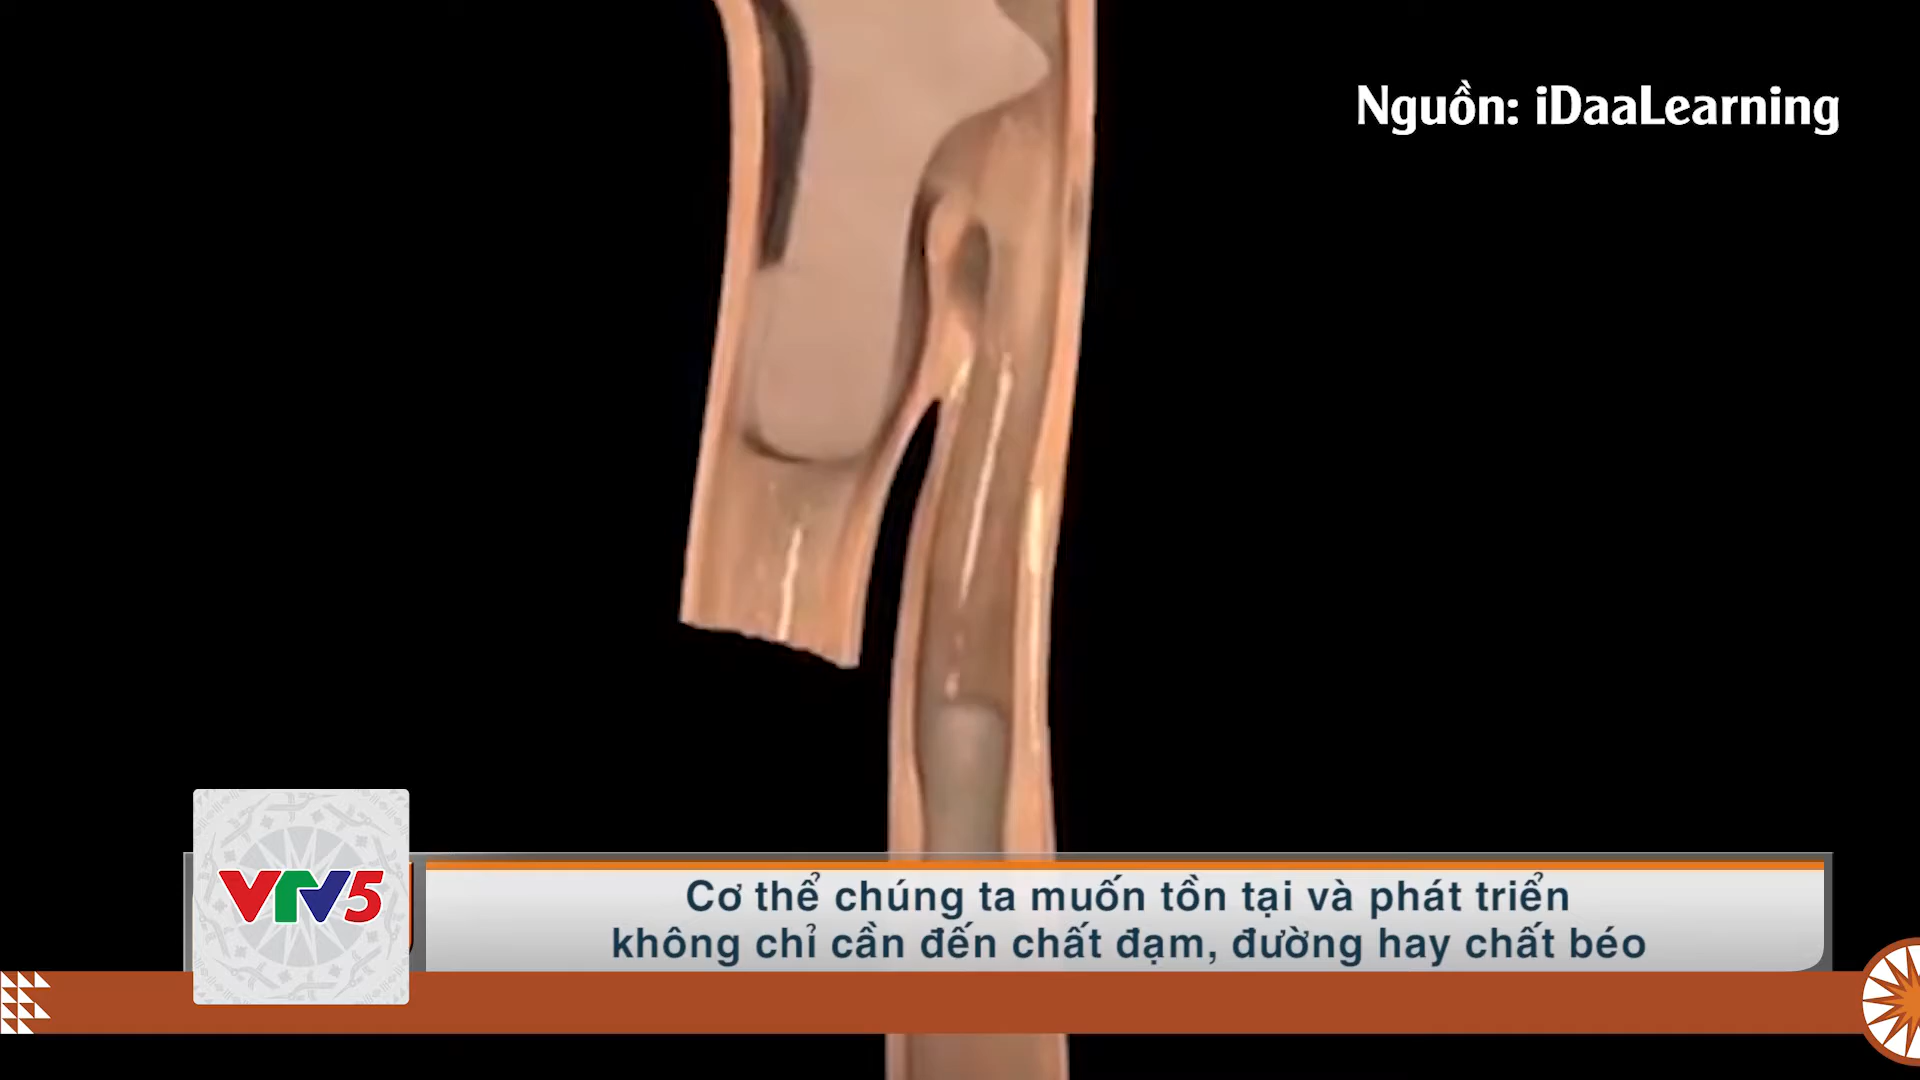 Nguồn: iDaaLearning
VTV5
Cơ thể chúng ta muốn tồn tại và phát triển
không chỉ cần đến chất đạm, đường hay chất béo